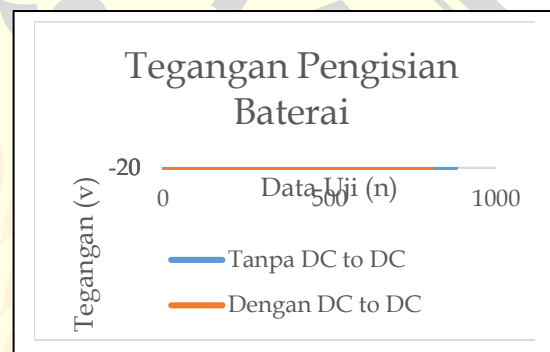 Tegangan Pengisian
Baterai
-20
Tegangan (v)
0 500 1000
Data Uji (n)
Tanpa DC to DC
Dengan DC to DC